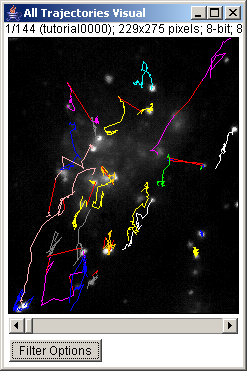 All Trajectories Visual
1/144 (tutorial0000); 229x275 pixels; 8-bit; 8
Filter Options